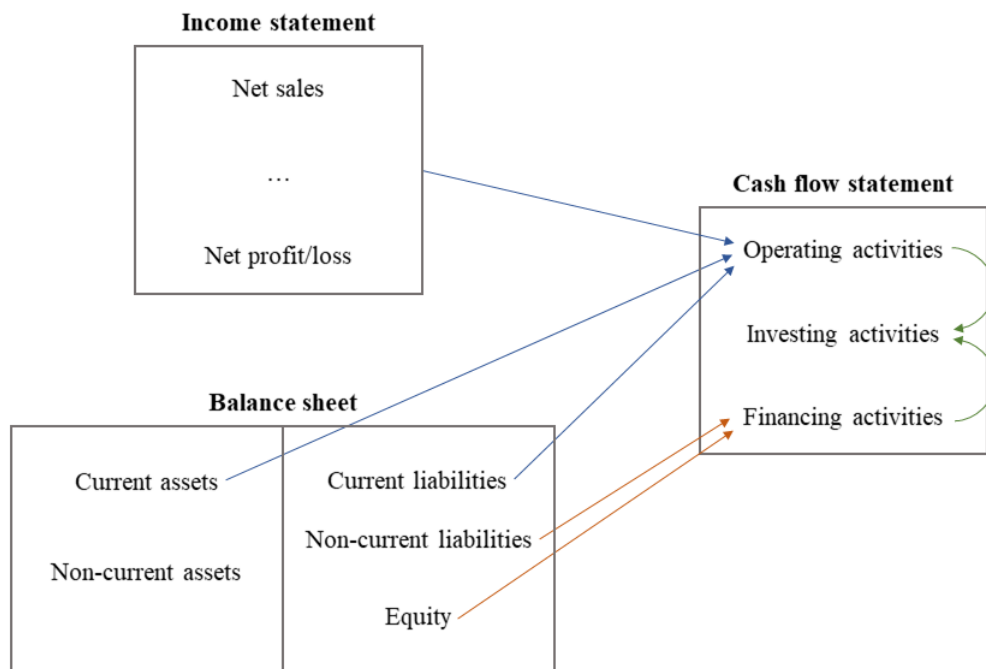 Income statement
Net sales
…
Net profit/loss
Cash flow statement
Operating activities
Investing activities
Financing activities
Balance sheet
Current assets
Non-current assets
Current liabilities
Non-current liabilities
Equity